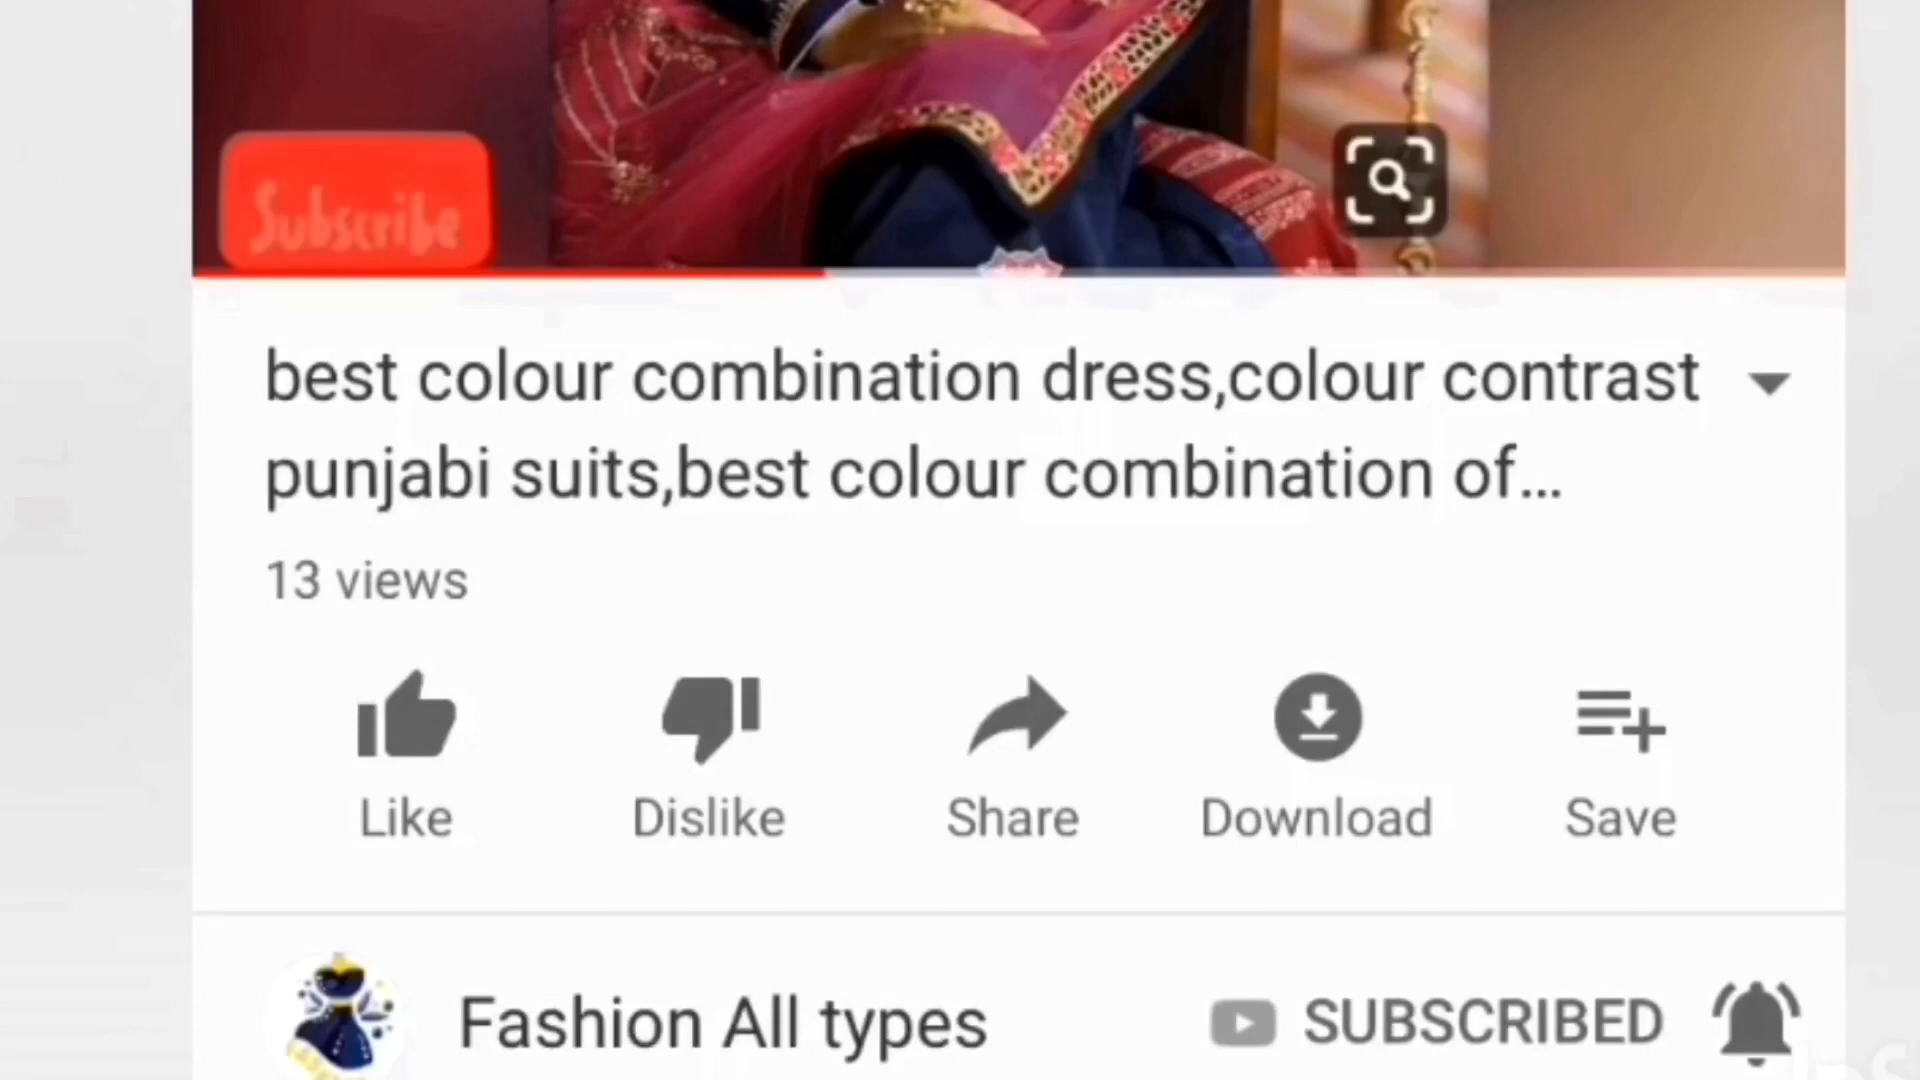 Subscribe
best colour combination dress,colour contrast
punjabi suits,best colour combination of...
13 views
Like Dislike Share Download Save
Fashion All types SUBSCRIBED